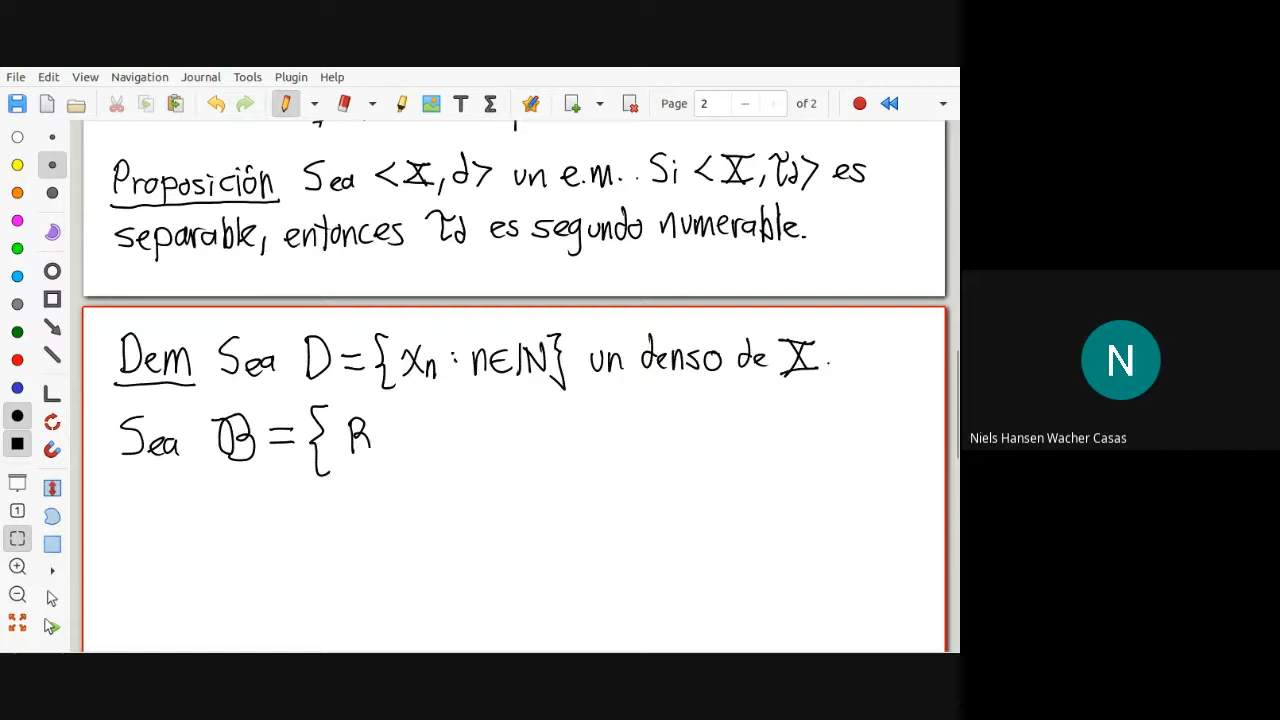 File Edit View Navigation Journal Tools Plugin Help
Page 2 of 2
Proposición Sea <X, d> un e.m.. Si <X, τd> es
separable, entonces τd es segundo numerable.
Dem Sea D = {xn : n∈ℕ} un denso de X.
Sea B = {
N
Niels Hansen Wacher Casas
1